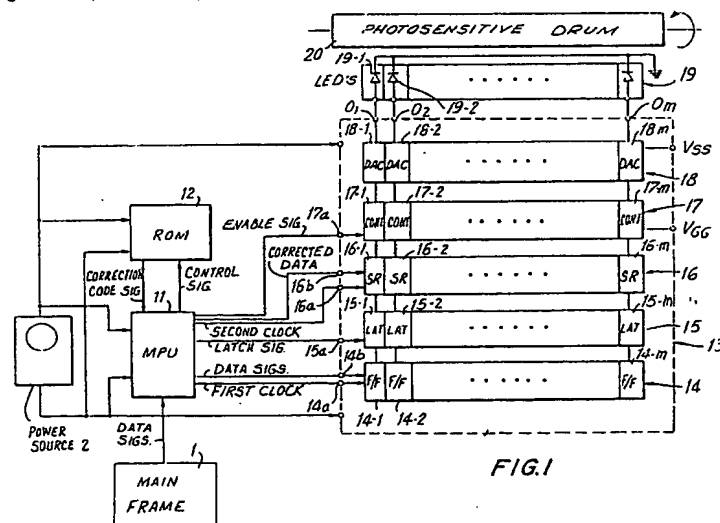 PHOTOSENSITIVE DRUM
20
19-1
LED'S
19
19-2
O1 O2 Om
18-1 18-2 18-m
DAC DAC DAC
VSS
18
17-1 17-2 17-m
CONT CONT CONT
17
VGG
16-1 16-2 16-m
SR SR SR
16
15-1 15-2 15-m
LAT LAT LAT
15
13
14-m
F/F F/F F/F
14
14-1 14-2
12
ROM
ENABLE SIG.
17a
CORRECTED DATA
16b
16a
CORRECTION CODE SIG.
CONTROL SIG.
11
MPU
SECOND CLOCK
LATCH SIG.
15a
DATA SIGS.
14b
FIRST CLOCK
14a
POWER SOURCE 2
DATA SIGS.
1
MAIN FRAME
FIG.1